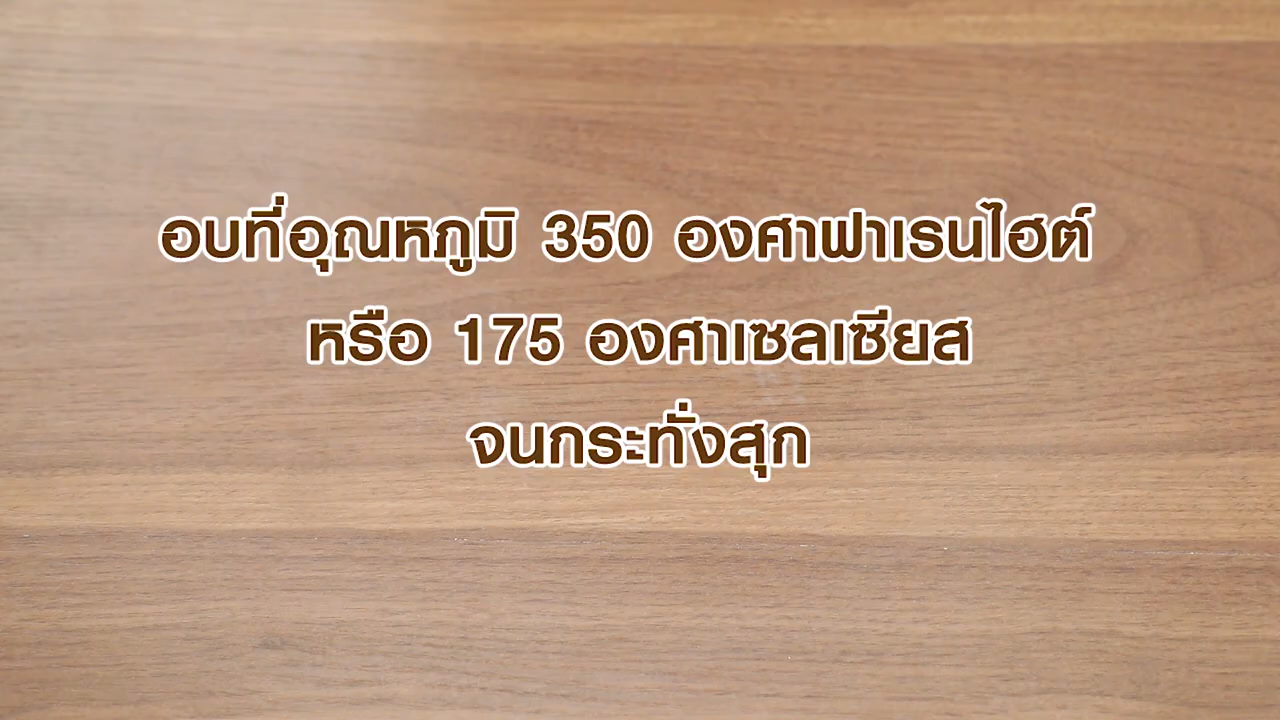 อบที่อุณหภูมิ 350 องศาฟาเรนไฮต์
หรือ 175 องศาเซลเซียส
จนกระทั่งสุก